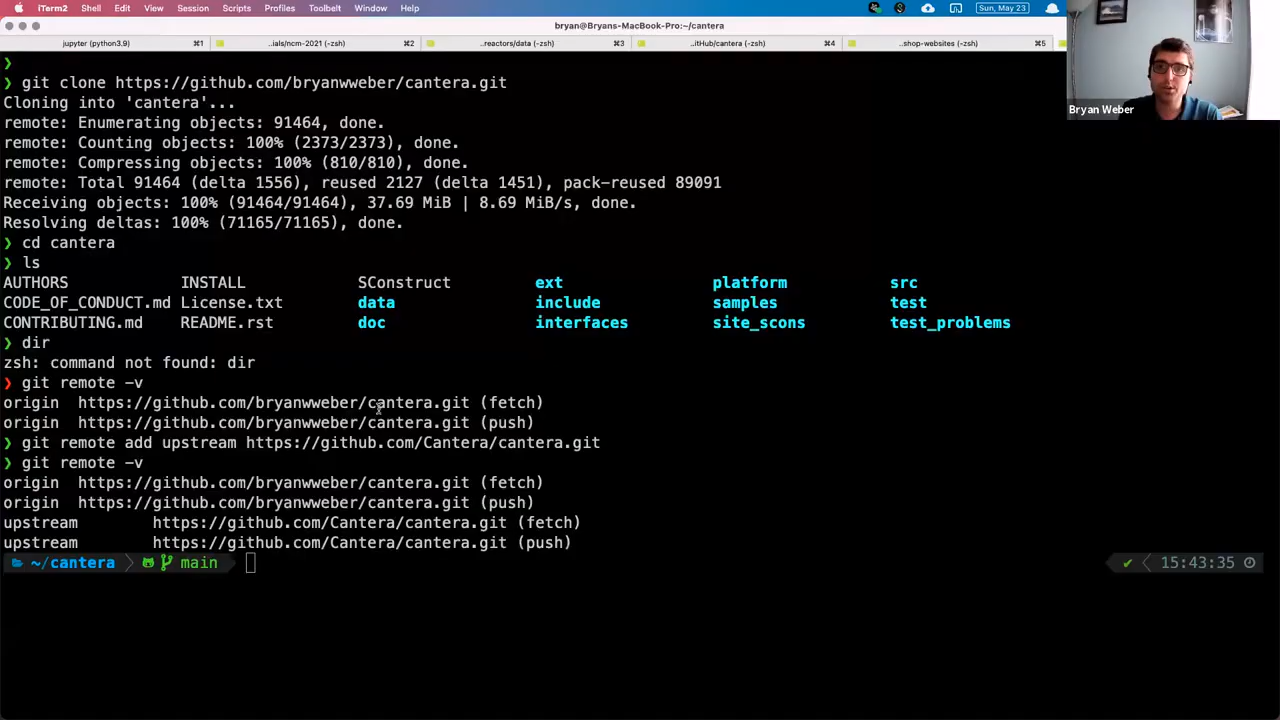 iTerm2 Shell Edit View Session Scripts Profiles Toolbelt Window Help Sun, May 23
bryan@Bryans-MacBook-Pro:~/cantera
jupyter (python3.9) ⌘1 ..ials/ncm-2021 (-zsh) ⌘2 ..reactors/data (-zsh) ⌘3 ..itHub/cantera (-zsh) ⌘4 ..shop-websites (-zsh) ⌘5
Bryan Weber
❯
❯ git clone https://github.com/bryanwweber/cantera.git
Cloning into 'cantera'...
remote: Enumerating objects: 91464, done.
remote: Counting objects: 100% (2373/2373), done.
remote: Compressing objects: 100% (810/810), done.
remote: Total 91464 (delta 1556), reused 2127 (delta 1451), pack-reused 89091
Receiving objects: 100% (91464/91464), 37.69 MiB | 8.69 MiB/s, done.
Resolving deltas: 100% (71165/71165), done.
❯ cd cantera
❯ ls
AUTHORS INSTALL SConstruct ext platform src
CODE_OF_CONDUCT.md License.txt data include samples test
CONTRIBUTING.md README.rst doc interfaces site_scons test_problems
❯ dir
zsh: command not found: dir
❯ git remote -v
origin https://github.com/bryanwweber/cantera.git (fetch)
origin https://github.com/bryanwweber/cantera.git (push)
❯ git remote add upstream https://github.com/Cantera/cantera.git
❯ git remote -v
origin https://github.com/bryanwweber/cantera.git (fetch)
origin https://github.com/bryanwweber/cantera.git (push)
upstream https://github.com/Cantera/cantera.git (fetch)
upstream https://github.com/Cantera/cantera.git (push)
~/cantera main ✔ 15:43:35